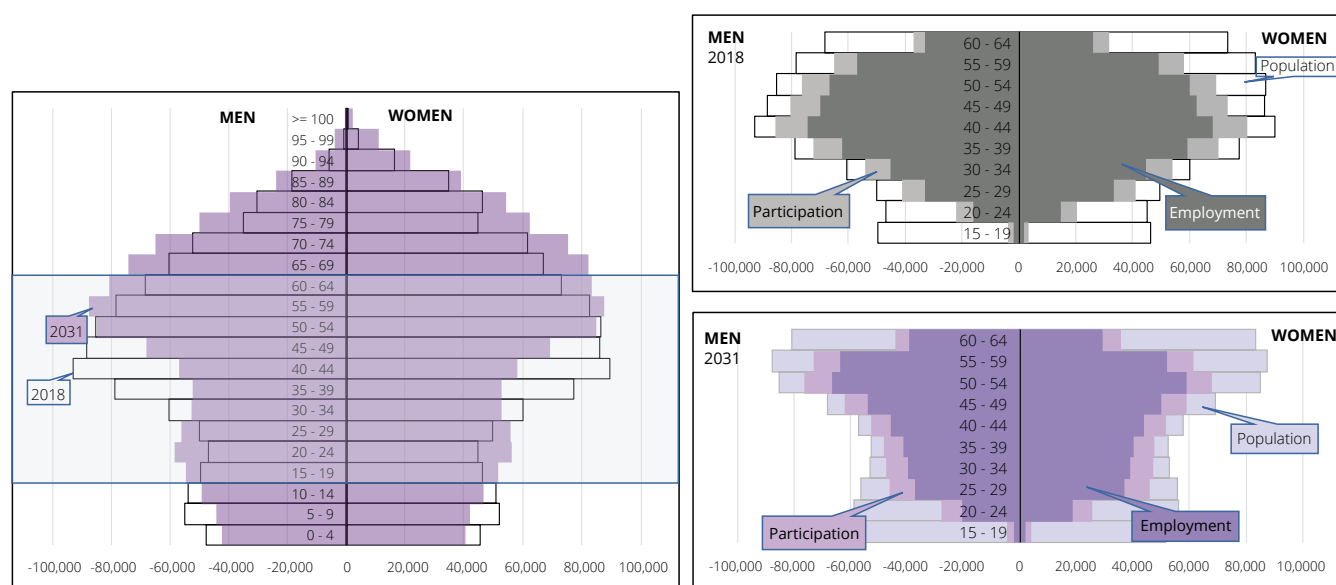 MEN
WOMEN
>= 100
95 - 99
90 - 94
85 - 89
80 - 84
75 - 79
70 - 74
65 - 69
60 - 64
55 - 59
50 - 54
45 - 49
40 - 44
35 - 39
30 - 34
25 - 29
20 - 24
15 - 19
10 - 14
5 - 9
0 - 4
2031
2018
-100,000 -80,000 -60,000 -40,000 -20,000 0 20,000 40,000 60,000 80,000 100,000
MEN
2018
WOMEN
Population
60 - 64
55 - 59
50 - 54
45 - 49
40 - 44
35 - 39
30 - 34
25 - 29
20 - 24
15 - 19
Participation
Employment
-100,000 -80,000 -60,000 -40,000 -20,000 0 20,000 40,000 60,000 80,000 100,000
MEN
2031
WOMEN
60 - 64
55 - 59
50 - 54
45 - 49
40 - 44
35 - 39
30 - 34
25 - 29
20 - 24
15 - 19
Population
Participation
Employment
-100,000 -80,000 -60,000 -40,000 -20,000 0 20,000 40,000 60,000 80,000 10,0000